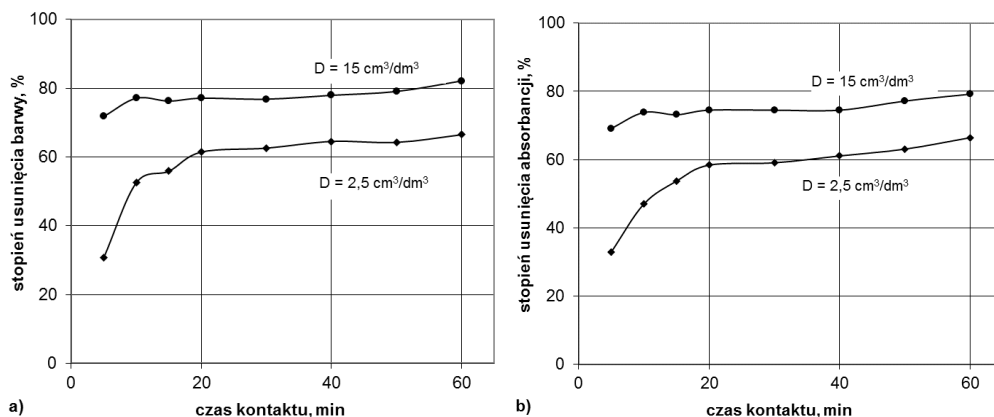 100
80
60
40
20
0
0
20
40
60
stopień usunięcia barwy, %
czas kontaktu, min
D = 15 cm³/dm³
D = 2,5 cm³/dm³
a)
100
80
60
40
20
0
0
20
40
60
stopień usunięcia absorbancji, %
czas kontaktu, min
D = 15 cm³/dm³
D = 2,5 cm³/dm³
b)